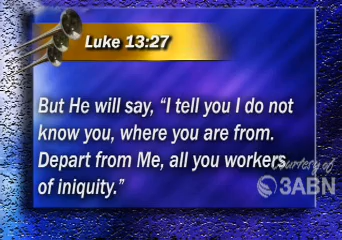 Luke 13:27
But He will say, “I tell you I do not
know you, where you are from.
Depart from Me, all you workers
of iniquity.”
Courtesy of
3ABN